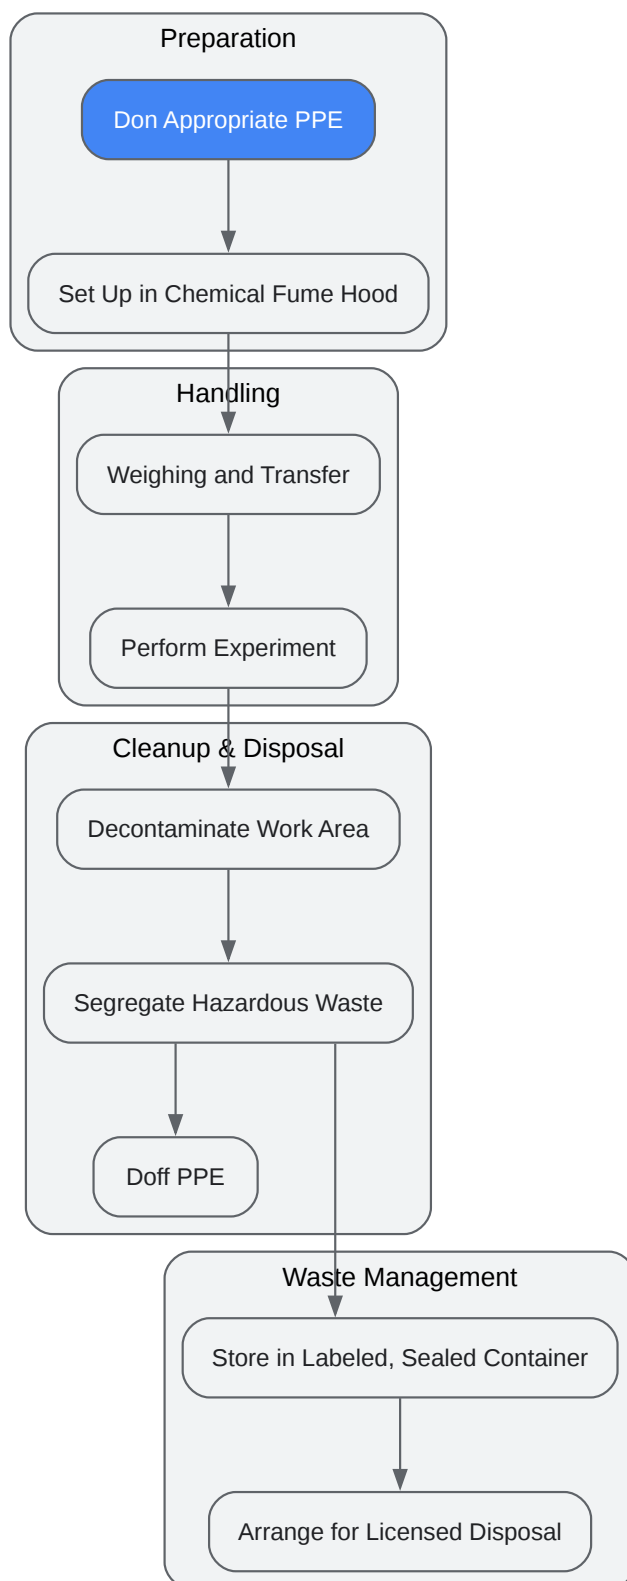 Preparation
Don Appropriate PPE
Set Up in Chemical Fume Hood
Handling
Weighing and Transfer
Perform Experiment
Cleanup & Disposal
Decontaminate Work Area
Segregate Hazardous Waste
Doff PPE
Waste Management
Store in Labeled, Sealed Container
Arrange for Licensed Disposal